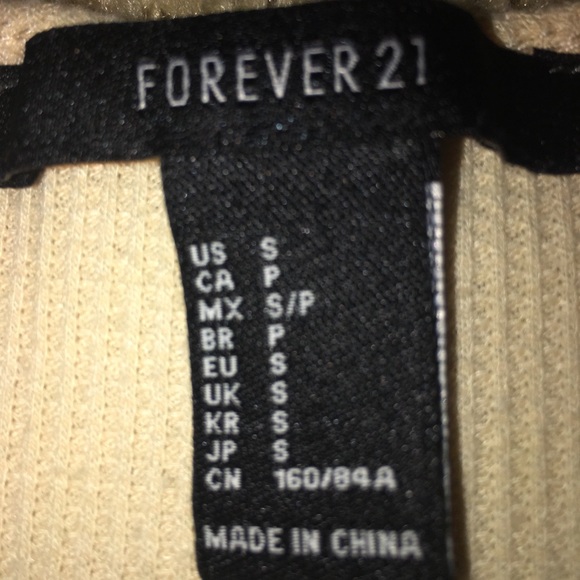 FOREVER 21
US S
CA P
MX S/P
BR P
EU S
UK S
KR S
JP S
CN 160/84A
MADE IN CHINA